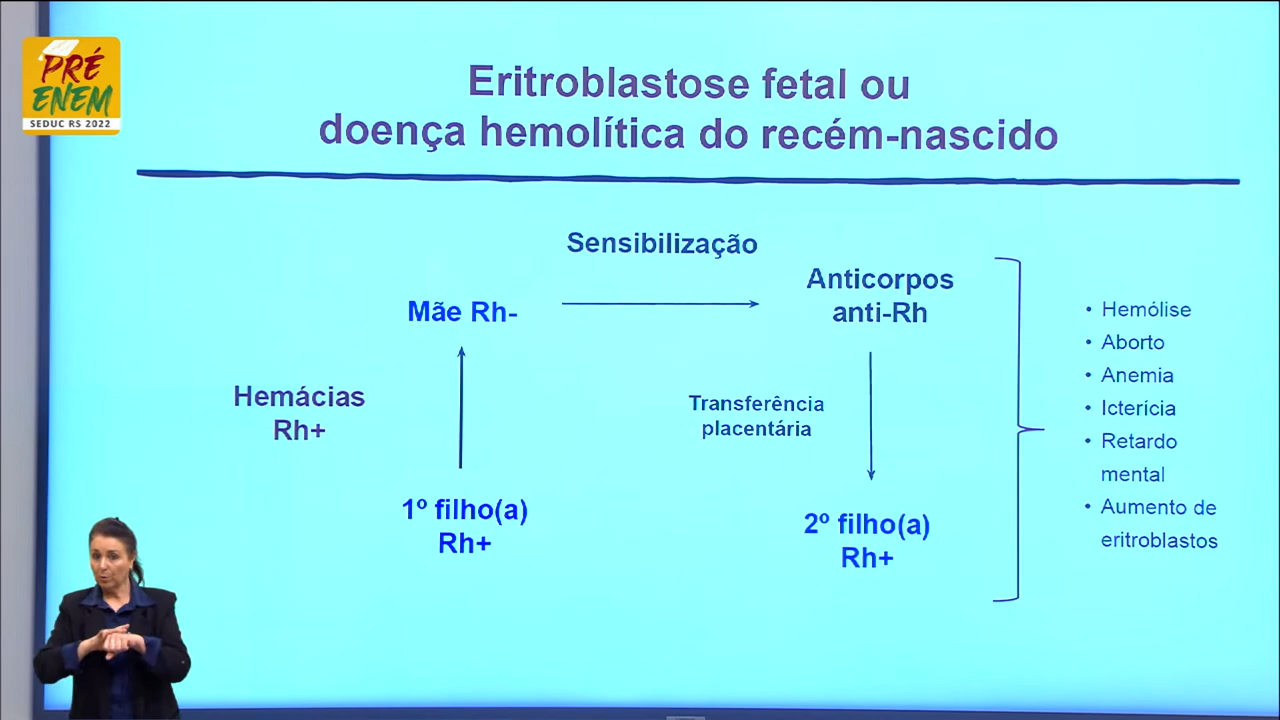 PRÉ
ENEM
SEDUC RS 2022
Eritroblastose fetal ou
doença hemolítica do recém-nascido
Sensibilização
Mãe Rh-
Anticorpos
anti-Rh
Hemácias
Rh+
Transferência
placentária
1º filho(a)
Rh+
2º filho(a)
Rh+
• Hemólise
• Aborto
• Anemia
• Icterícia
• Retardo
mental
• Aumento de
eritroblastos